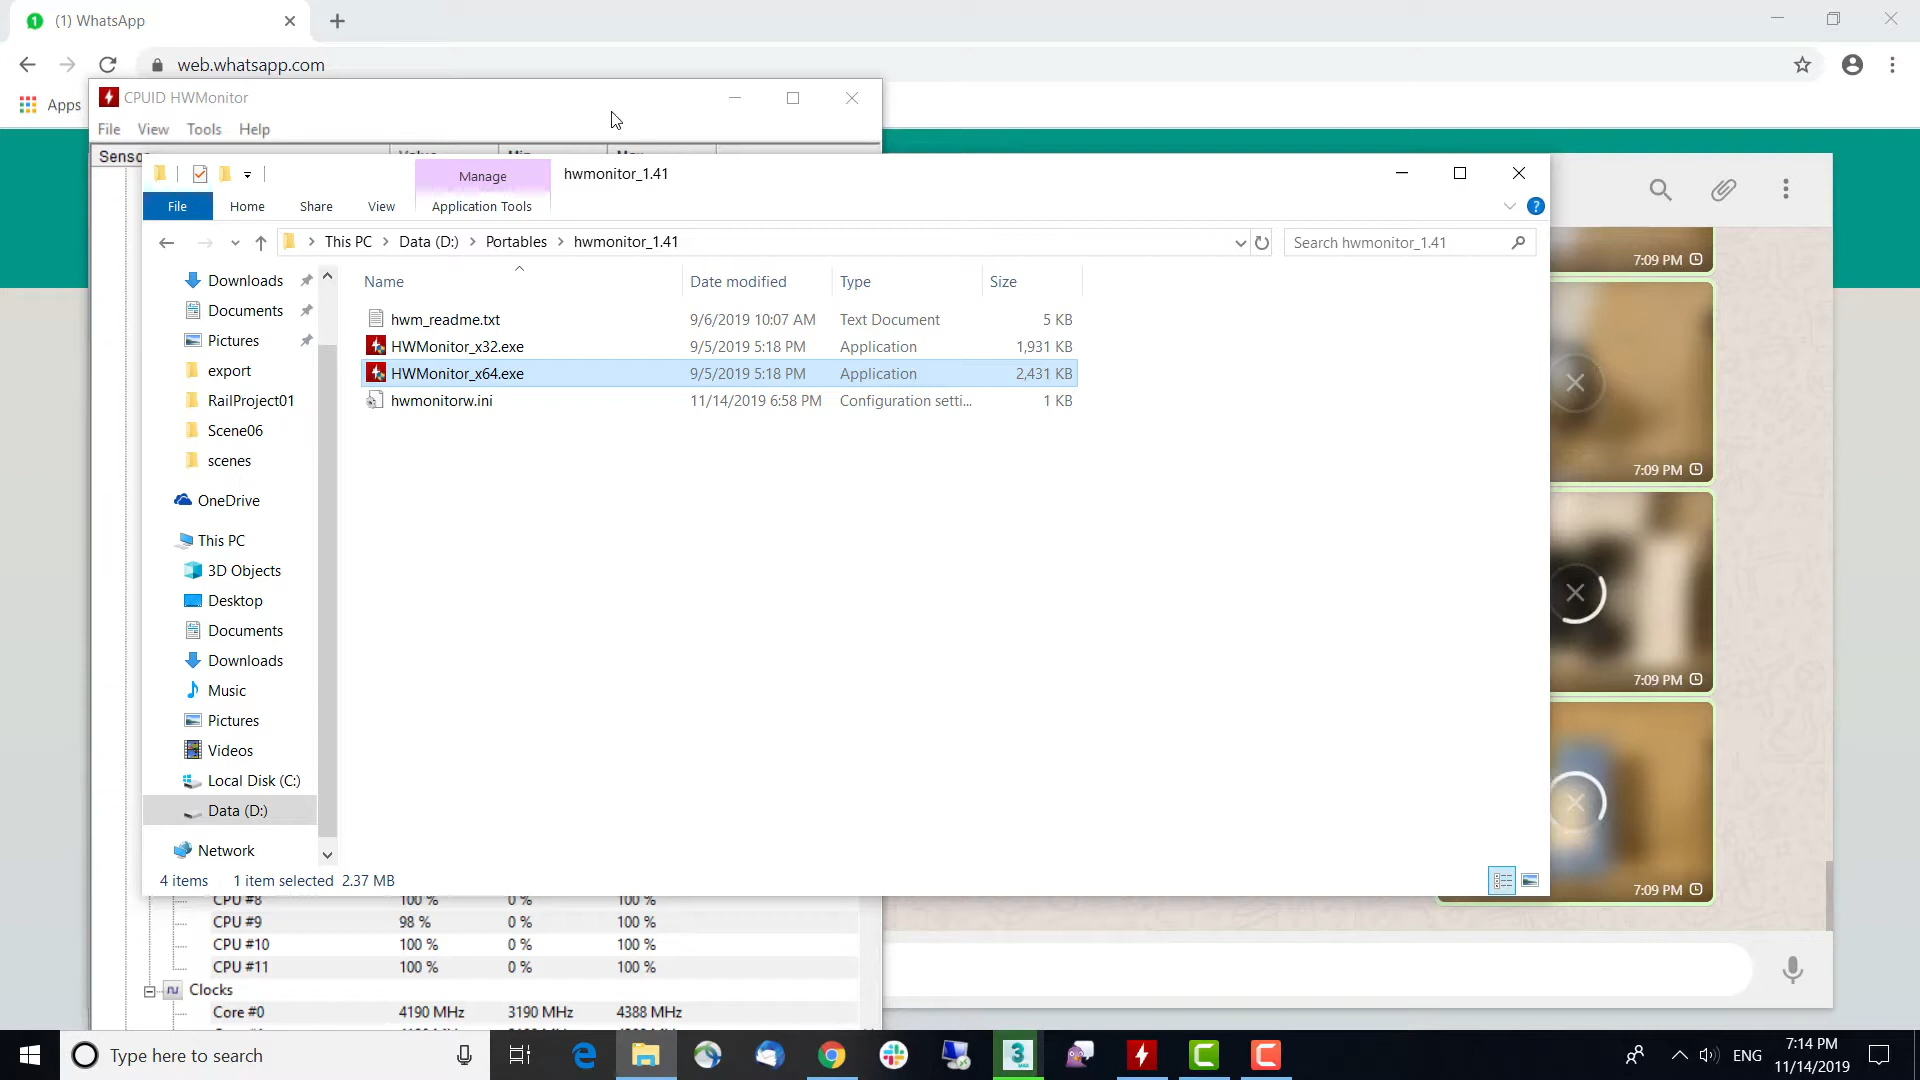 (1) WhatsApp
web.whatsapp.com
Apps
CPUID HWMonitor
File View Tools Help
Manage hwmonitor_1.41
File Home Share View Application Tools
This PC Data (D:) Portables hwmonitor_1.41 Search hwmonitor_1.41
Name Date modified Type Size
hwm_readme.txt 9/6/2019 10:07 AM Text Document 5 KB
HWMonitor_x32.exe 9/5/2019 5:18 PM Application 1,931 KB
HWMonitor_x64.exe 9/5/2019 5:18 PM Application 2,431 KB
hwmonitorw.ini 11/14/2019 6:58 PM Configuration setti... 1 KB
Downloads
Documents
Pictures
export
RailProject01
Scene06
scenes
OneDrive
This PC
3D Objects
Desktop
Documents
Downloads
Music
Pictures
Videos
Local Disk (C:)
Data (D:)
Network
4 items 1 item selected 2.37 MB
7:09 PM
7:09 PM
7:09 PM
7:09 PM
CPU #8 100 % 0 % 100 %
CPU #9 98 % 0 % 100 %
CPU #10 100 % 0 % 100 %
CPU #11 100 % 0 % 100 %
Clocks
Core #0 4190 MHz 3190 MHz 4388 MHz
Type here to search
ENG
7:14 PM
11/14/2019